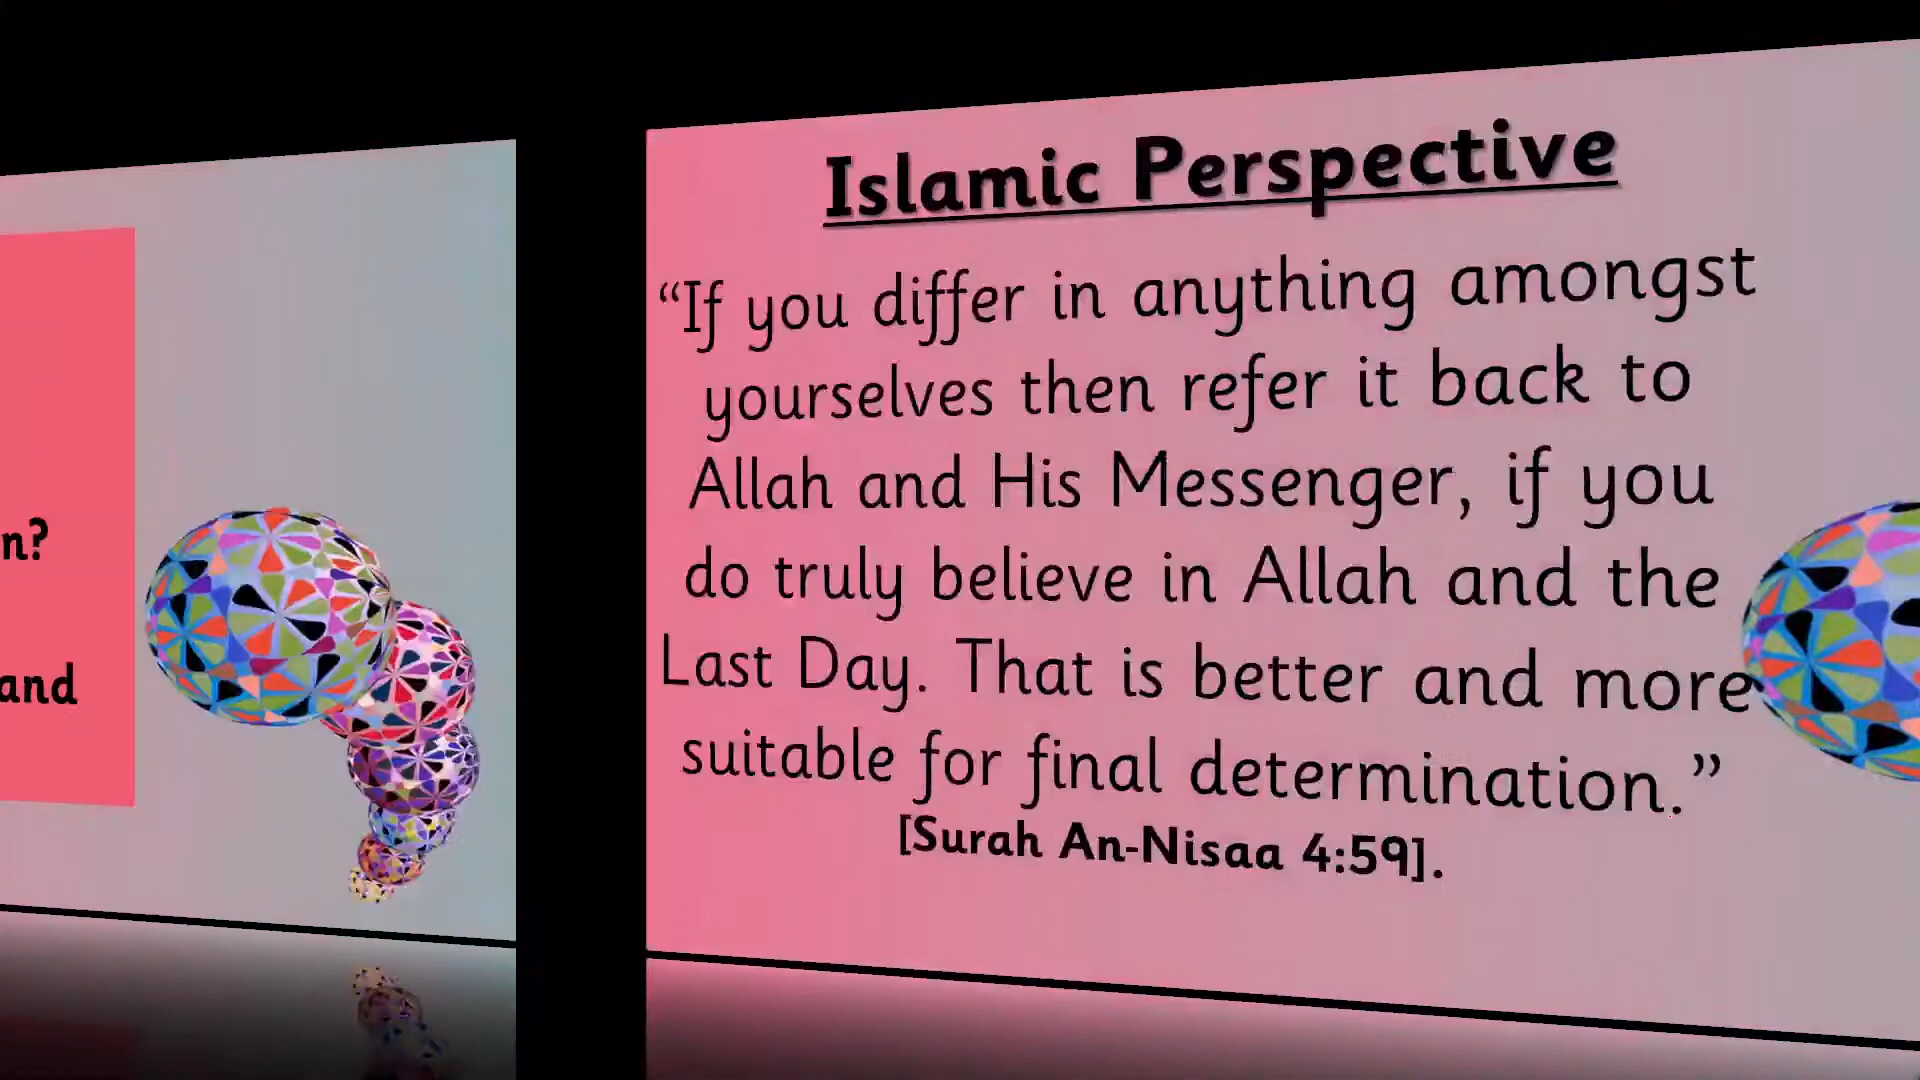 n?
and
Islamic Perspective
“If you differ in anything amongst
yourselves then refer it back to
Allah and His Messenger, if you
do truly believe in Allah and the
Last Day. That is better and more
suitable for final determination.”
[Surah An-Nisaa 4:59].